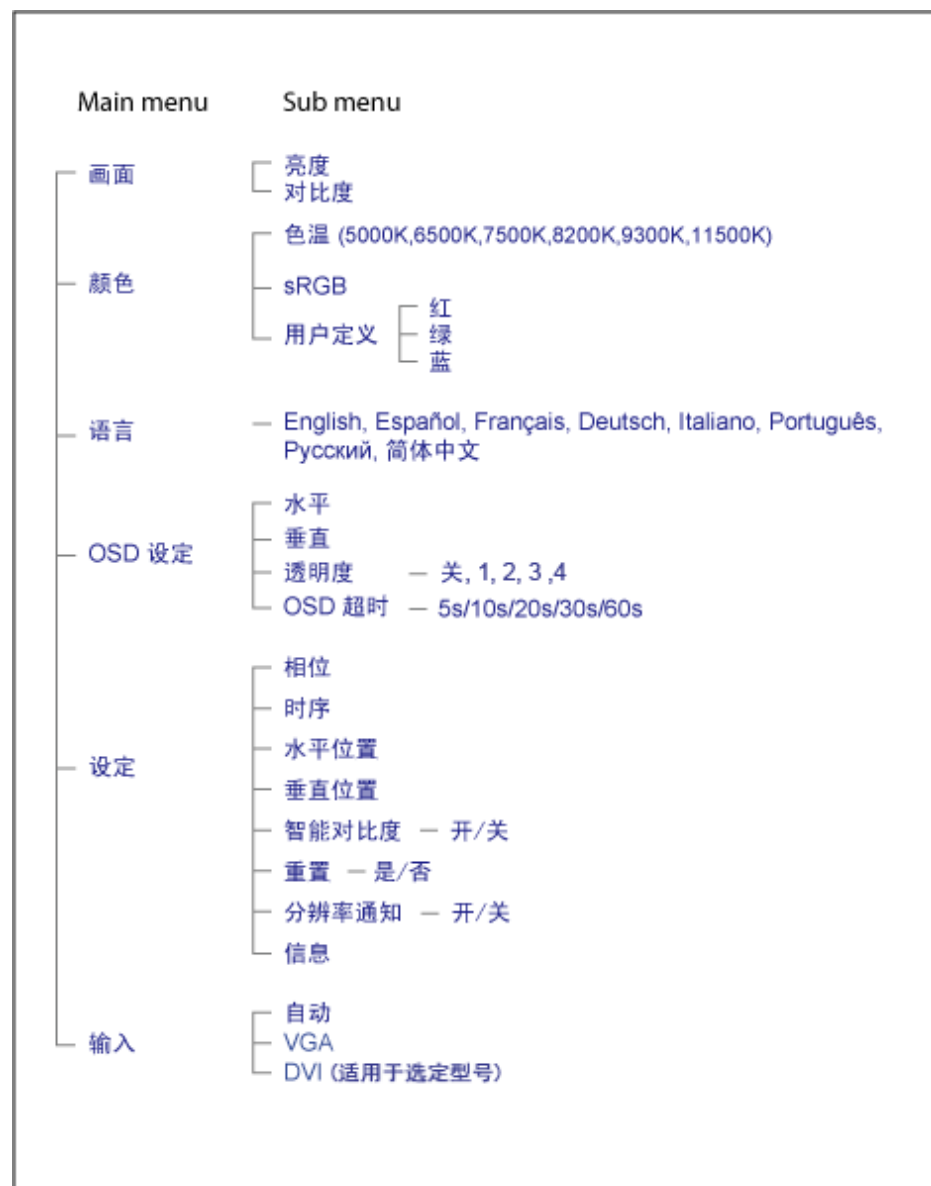 Main menu Sub menu
画面
亮度
对比度
颜色
色温 (5000K,6500K,7500K,8200K,9300K,11500K)
sRGB
用户定义
红
绿
蓝
语言
English, Español, Français, Deutsch, Italiano, Português,
Русский, 简体中文
OSD 设定
水平
垂直
透明度 — 关, 1, 2, 3 ,4
OSD 超时 — 5s/10s/20s/30s/60s
设定
相位
时序
水平位置
垂直位置
智能对比度 — 开/关
重置 — 是/否
分辨率通知 — 开/关
信息
输入
自动
VGA
DVI (适用于选定型号)